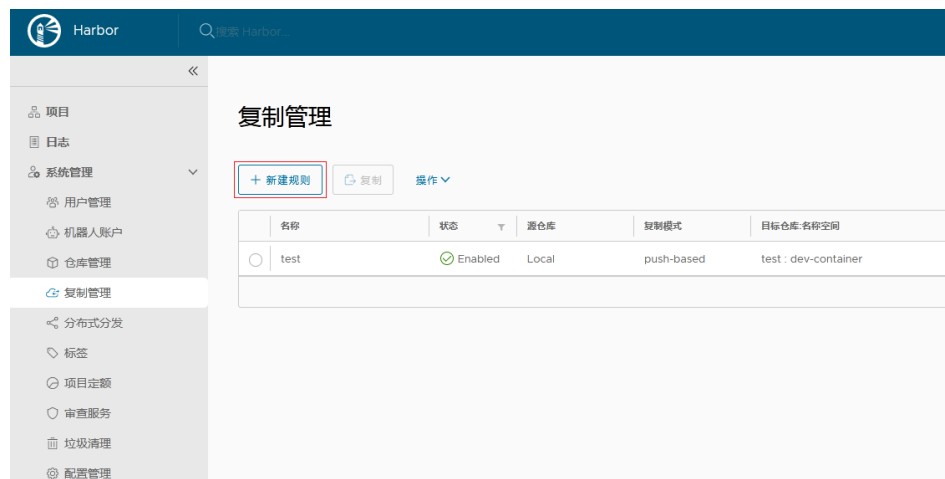 Harbor
搜索 Harbor...
项目
日志
系统管理
用户管理
机器人账户
仓库管理
复制管理
分布式分发
标签
项目定额
审查服务
垃圾清理
配置管理
复制管理
+ 新建规则 复制 操作
名称 状态 源仓库 复制模式 目标仓库:名称空间
test Enabled Local push-based test : dev-container